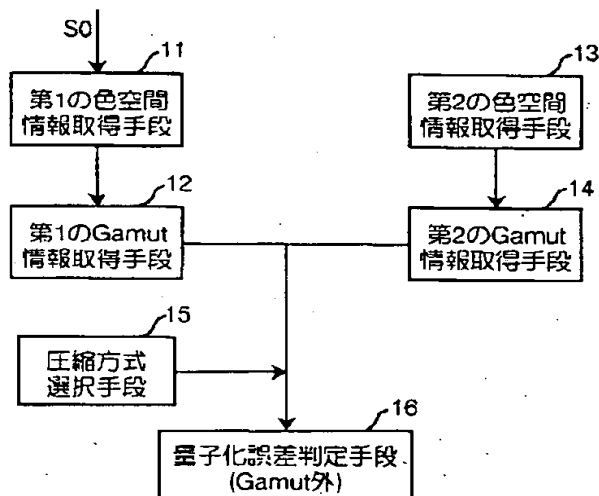 S0
11
第1の色空間
情報取得手段
13
第2の色空間
情報取得手段
12
第1のGamut
情報取得手段
14
第2のGamut
情報取得手段
15
圧縮方式
選択手段
16
量子化誤差判定手段
(Gamut外)